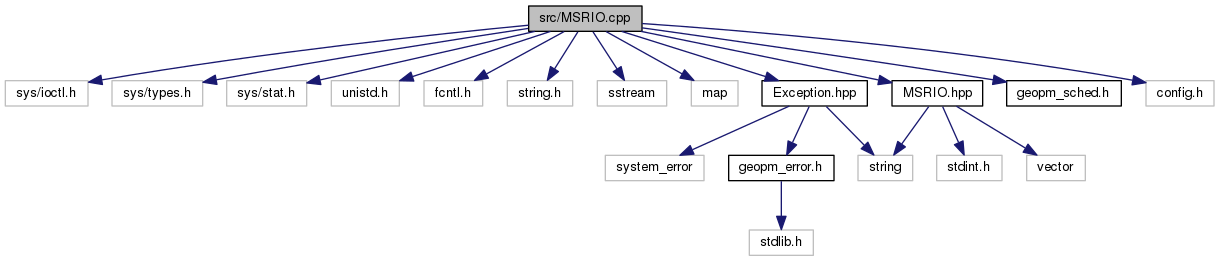 src/MSRIO.cpp
sys/ioctl.h
sys/types.h
sys/stat.h
unistd.h
fcntl.h
string.h
sstream
map
Exception.hpp
MSRIO.hpp
geopm_sched.h
config.h
system_error
geopm_error.h
string
stdint.h
vector
stdlib.h